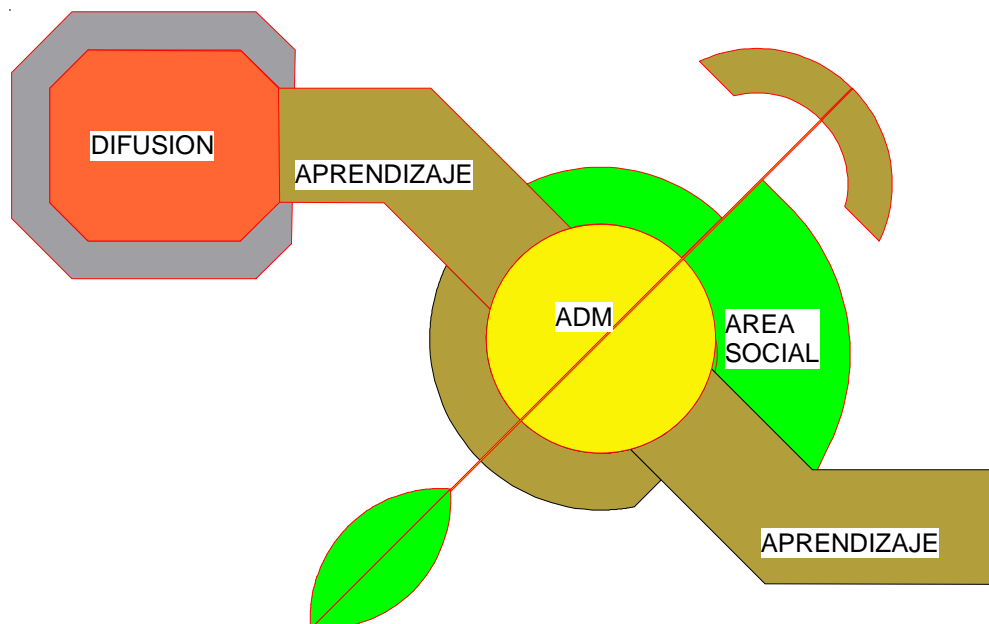 DIFUSION
APRENDIZAJE
ADM
AREA
SOCIAL
APRENDIZAJE